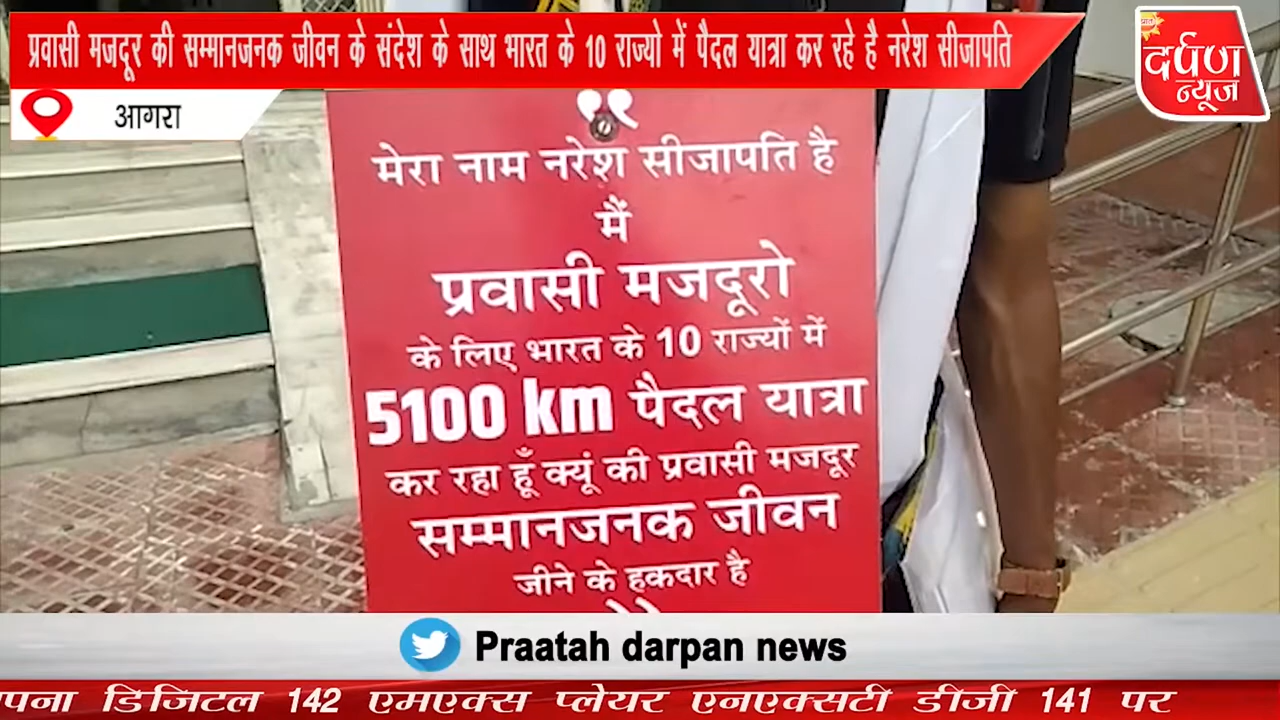 प्रवासी मजदूर की सम्मानजनक जीवन के संदेश के साथ भारत के 10 राज्यो में पैदल यात्रा कर रहे है नरेश सीजापति
दर्पण
न्यूज
आगरा
मेरा नाम नरेश सीजापति है
मैं
प्रवासी मजदूरो
के लिए भारत के 10 राज्यों में
5100 km पैदल यात्रा
कर रहा हूँ क्यूं की प्रवासी मजदूर
सम्मानजनक जीवन
जीने के हकदार है
Praatah darpan news
डिजिटल 142 एमएक्स प्लेयर एनएक्सटी डीजी 141 पर